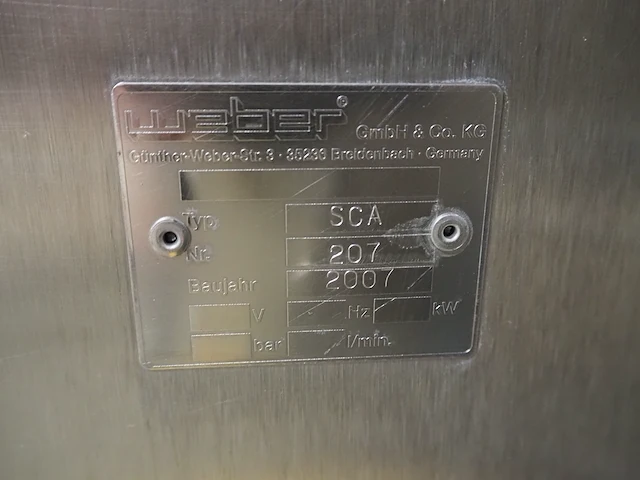 weber® GmbH & Co. KG
Günther-Weber-Str. 3 · 35236 Breidenbach · Germany
Typ SCA
Nr. 207
Baujahr 2007
V Hz kW
bar l/min.